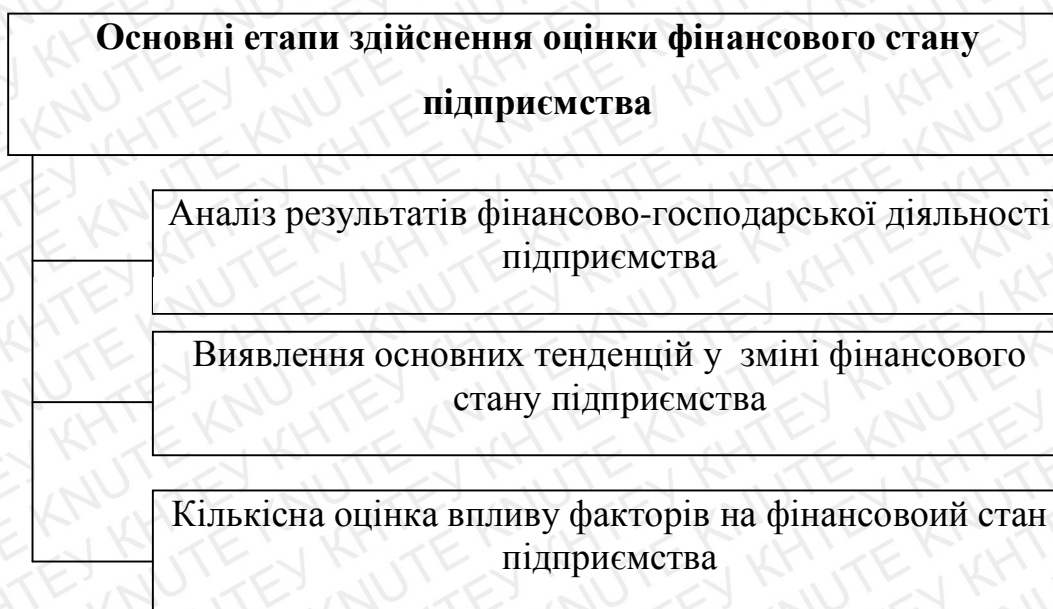 Основні етапи здійснення оцінки фінансового стану
підприємства
Аналіз результатів фінансово-господарської діяльності
підприємства
Виявлення основних тенденцій у зміні фінансового
стану підприємства
Кількісна оцінка впливу факторів на фінансовоий стан
підприємства